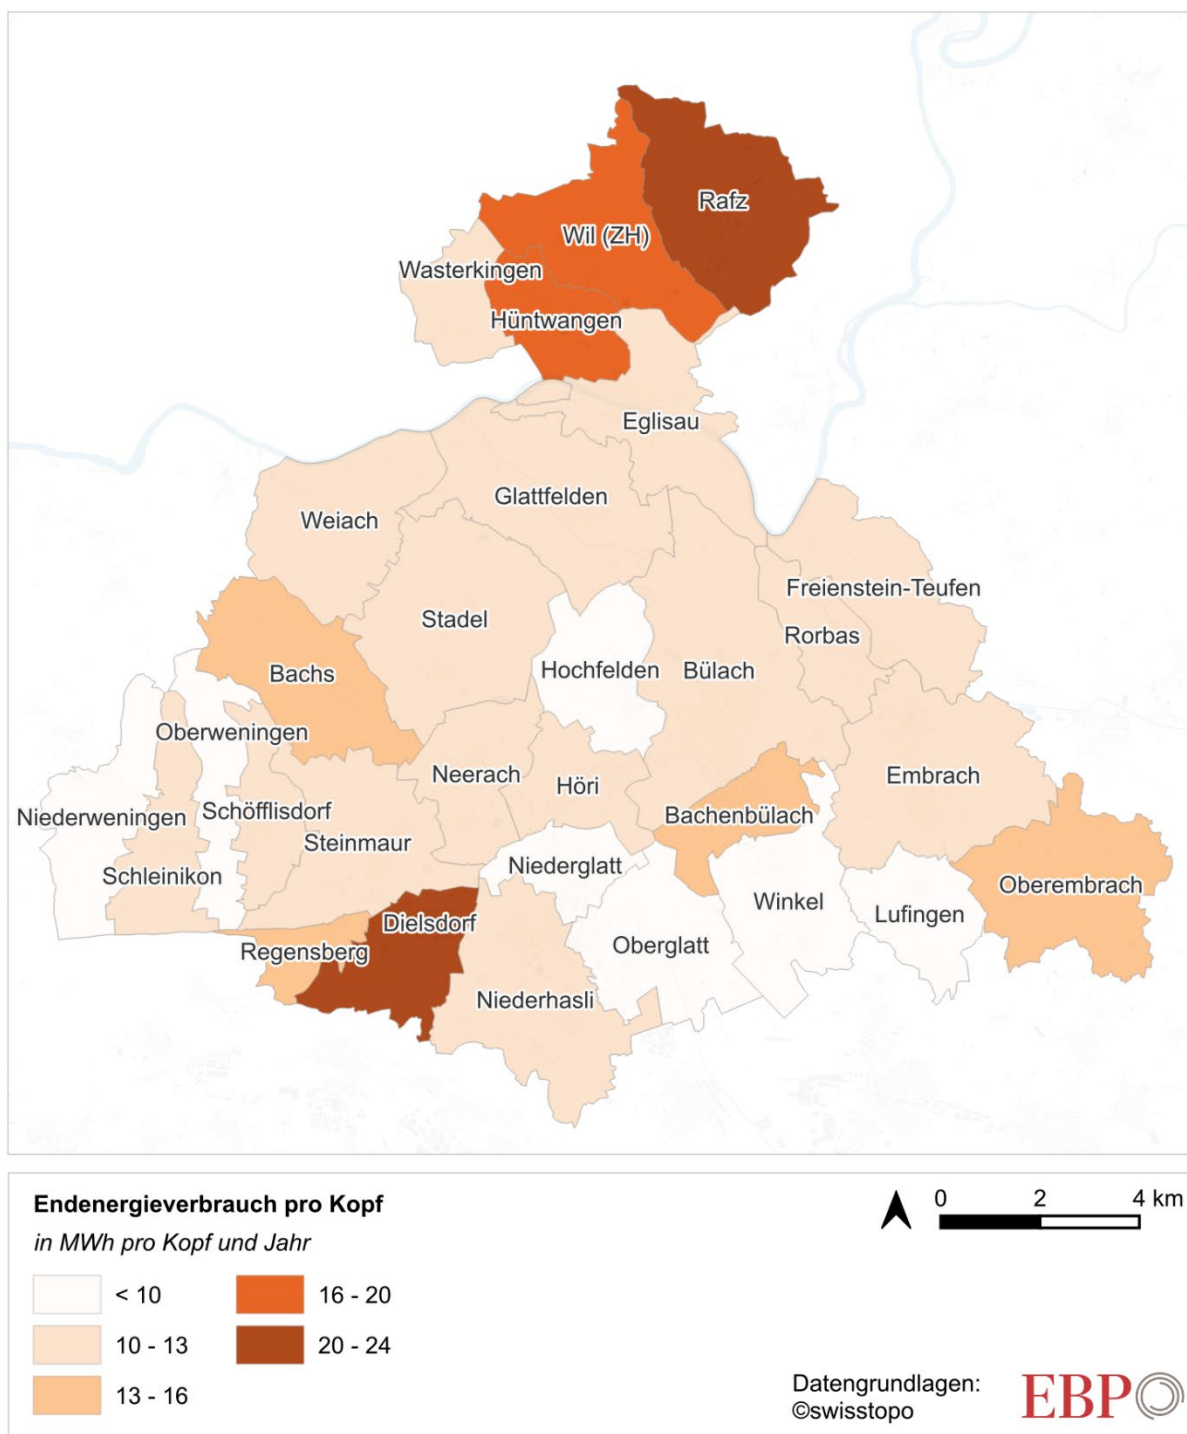 Rafz
Wil (ZH)
Wasterkingen
Hüntwangen
Eglisau
Glattfelden
Weiach
Freienstein-Teufen
Stadel
Rorbas
Hochfelden
Bülach
Bachs
Oberweningen
Neerach
Höri
Embrach
Niederweningen
Schöfflisdorf
Bachenbülach
Steinmaur
Niederglatt
Schleinikon
Oberembrach
Winkel
Lufingen
Dielsdorf
Oberglatt
Regensberg
Niederhasli
Endenergieverbrauch pro Kopf
in MWh pro Kopf und Jahr
< 10
10 - 13
13 - 16
16 - 20
20 - 24
0 2 4 km
Datengrundlagen:
©swisstopo
EBP